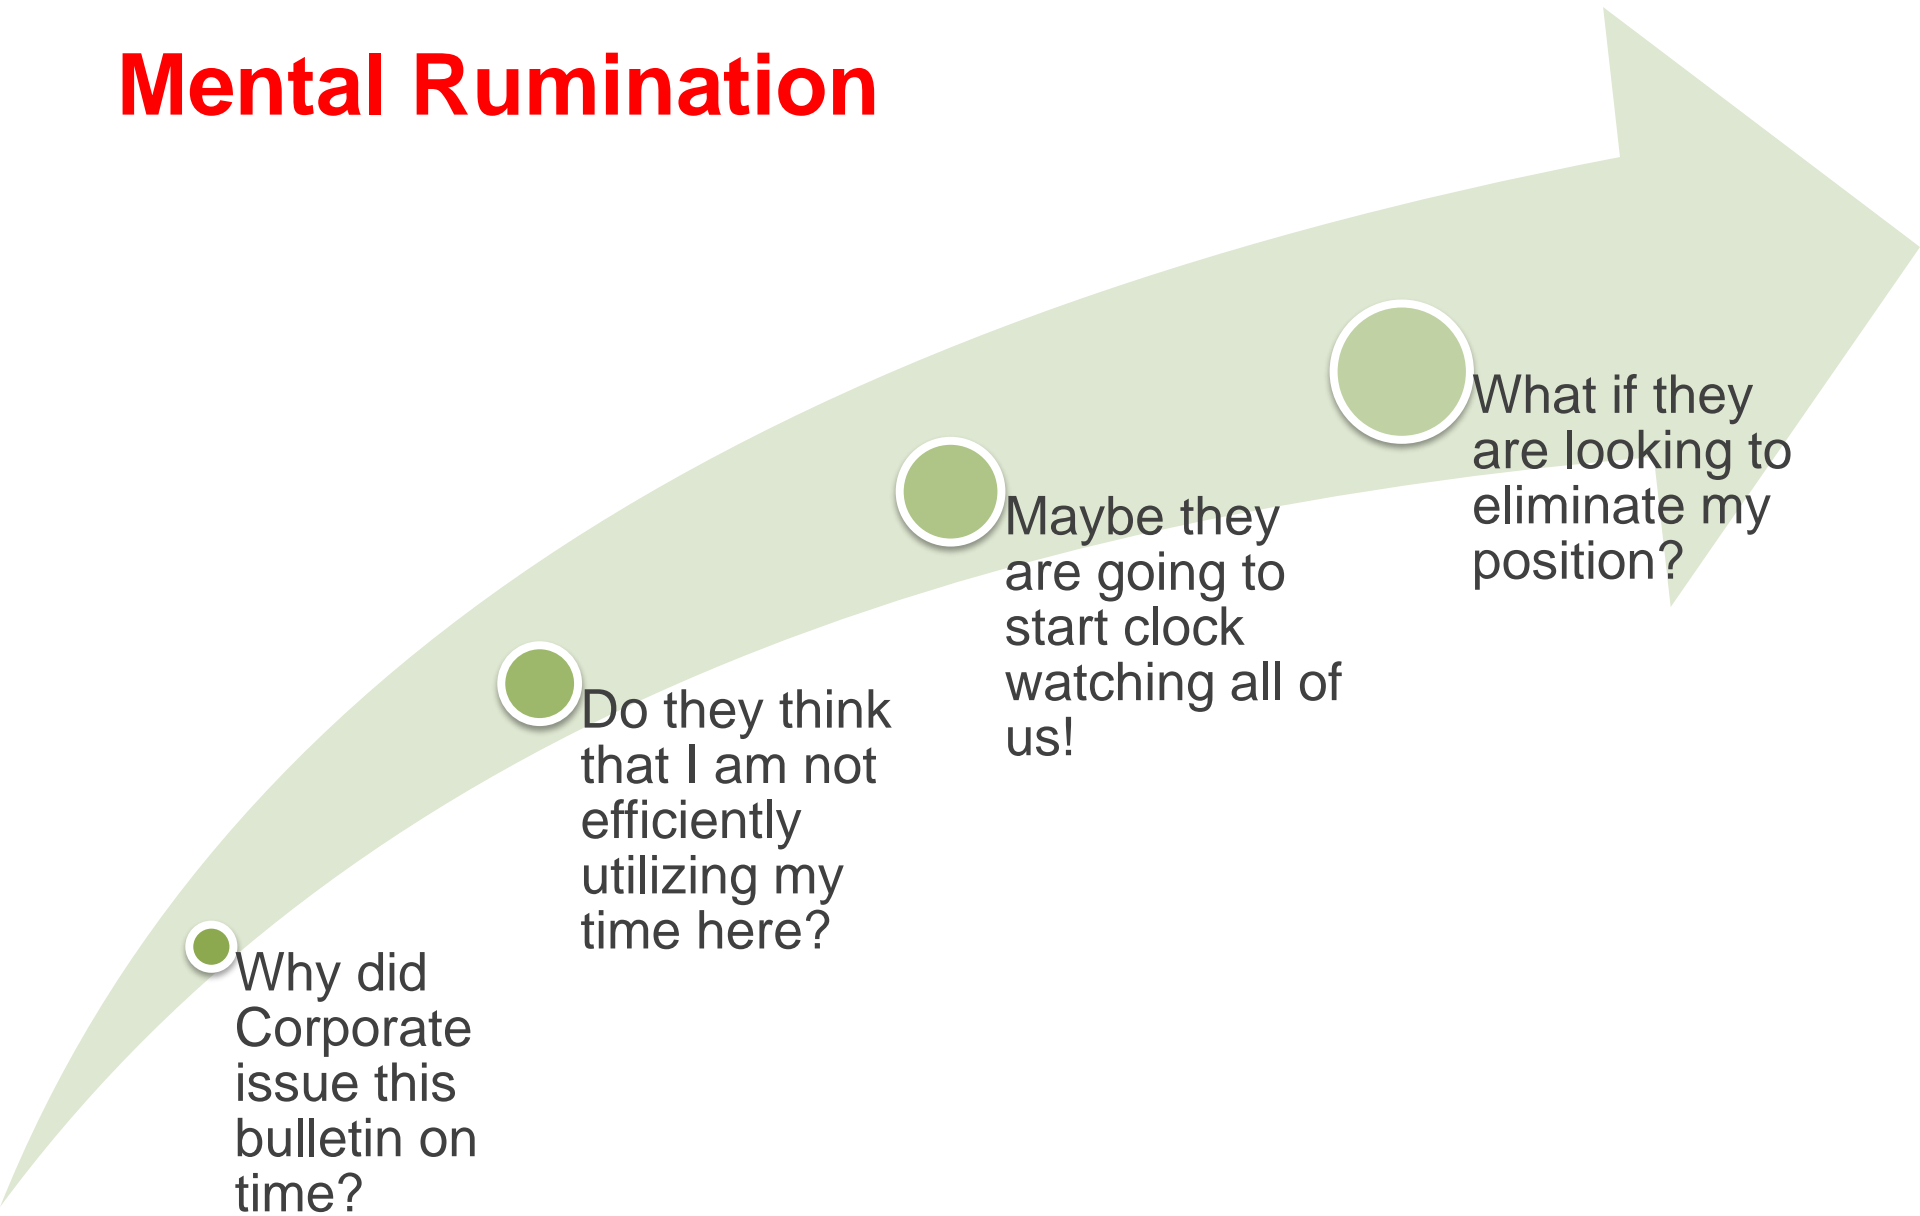 Mental Rumination
Why did
Corporate
issue this
bulletin on
time?
Do they think
that I am not
efficiently
utilizing my
time here?
Maybe they
are going to
start clock
watching all of
us!
What if they
are looking to
eliminate my
position?